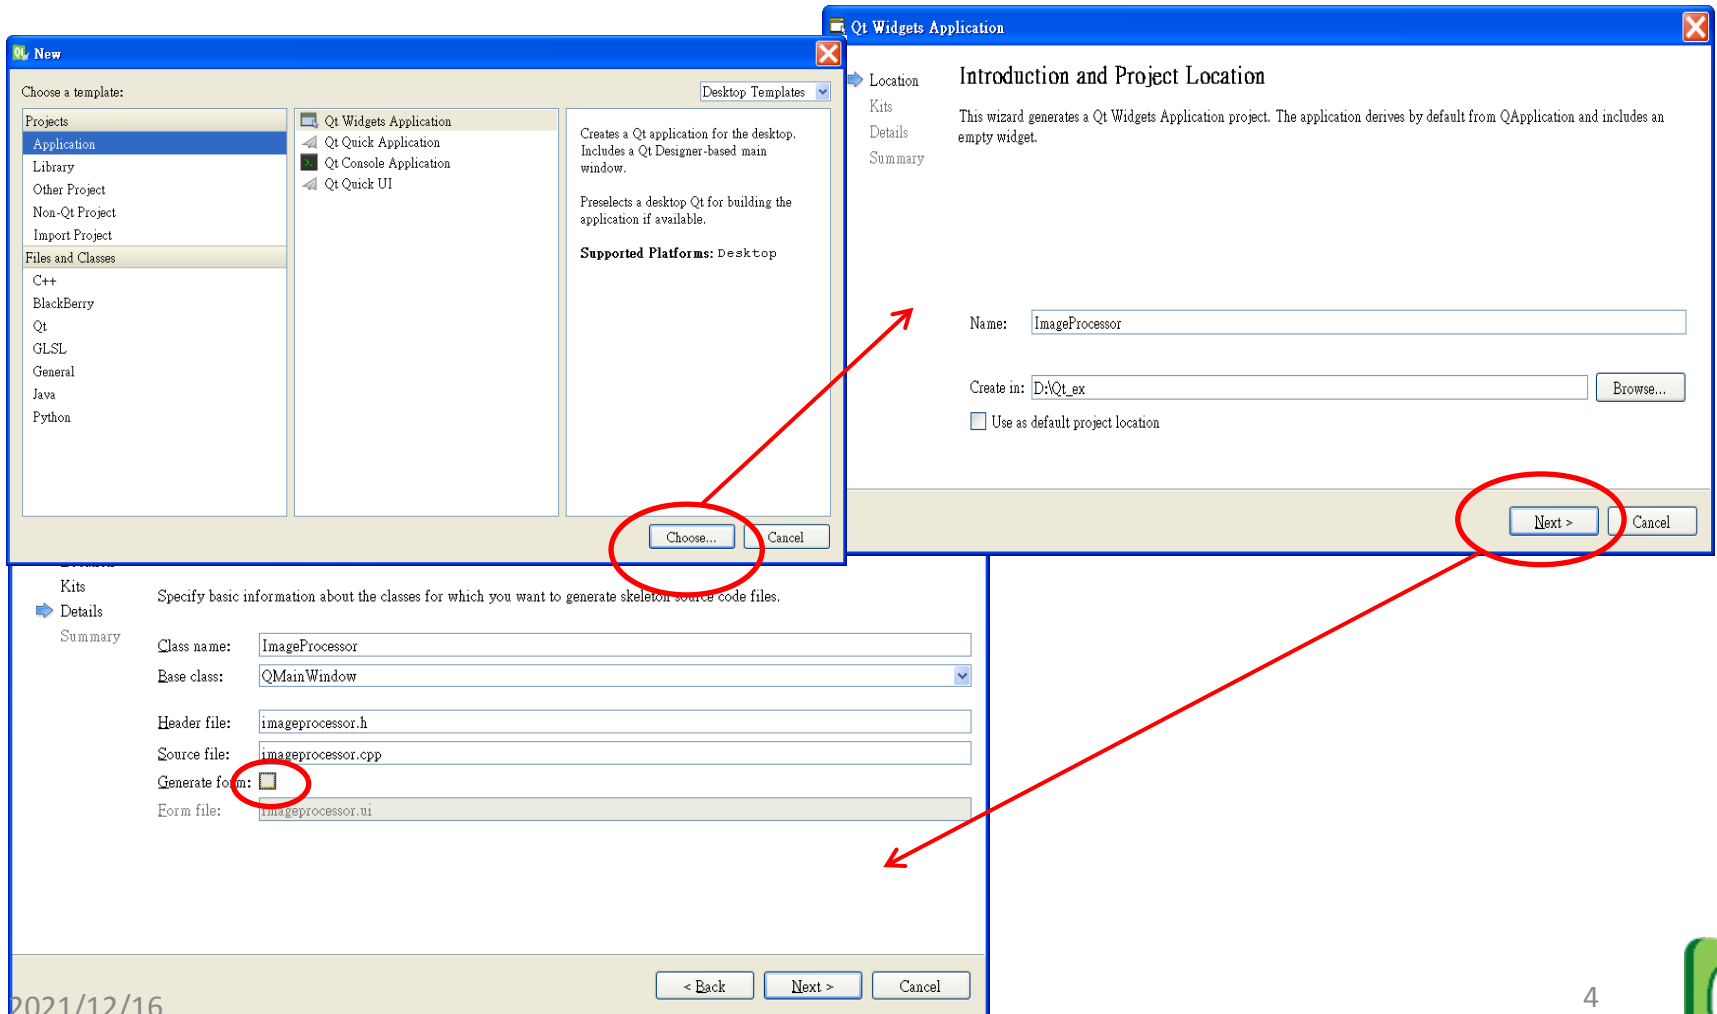 New
Choose a template:
Desktop Templates
Projects
Application
Library
Other Project
Non-Qt Project
Import Project
Files and Classes
C++
BlackBerry
Qt
GLSL
General
Java
Python
Qt Widgets Application
Qt Quick Application
Qt Console Application
Qt Quick UI
Creates a Qt application for the desktop.
Includes a Qt Designer-based main
window.
Preselects a desktop Qt for building the
application if available.
Supported Platforms: Desktop
Choose...
Cancel
Qt Widgets Application
Location
Kits
Details
Summary
Introduction and Project Location
This wizard generates a Qt Widgets Application project. The application derives by default from QApplication and includes an
empty widget.
Name: ImageProcessor
Create in: D:\Qt_ex
Browse...
Use as default project location
Next >
Cancel
Kits
Details
Summary
Specify basic information about the classes for which you want to generate skeleton source code files.
Class name: ImageProcessor
Base class: QMainWindow
Header file: imageprocessor.h
Source file: imageprocessor.cpp
Generate form:
Form file: imageprocessor.ui
< Back
Next >
Cancel
2021/12/16
4